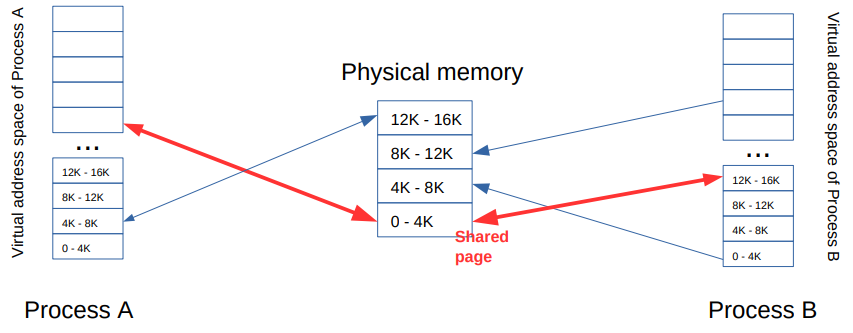 Virtual address space of Process A
...
12K - 16K
8K - 12K
4K - 8K
0 - 4K
Process A
Physical memory
12K - 16K
8K - 12K
4K - 8K
0 - 4K
Shared
page
Virtual address space of Process B
...
12K - 16K
8K - 12K
4K - 8K
0 - 4K
Process B